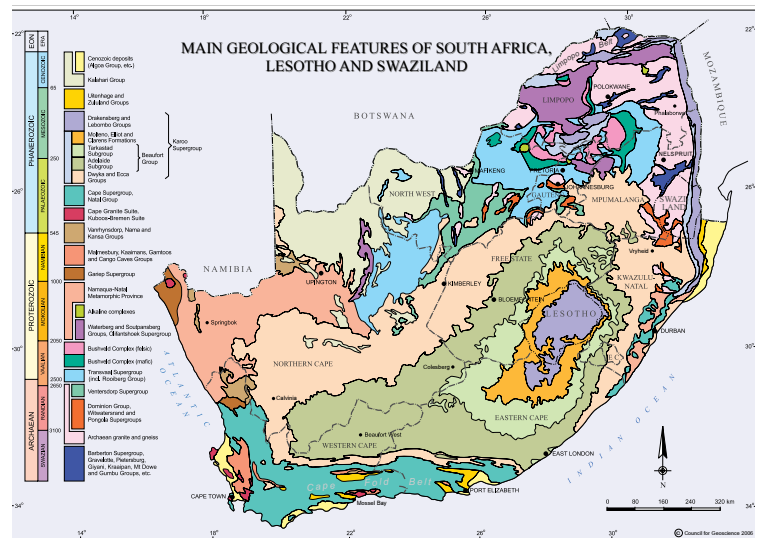 14° 18° 22° 26° 30°
22°
MAIN GEOLOGICAL FEATURES OF SOUTH AFRICA,
LESOTHO AND SWAZILAND
EON
ERA
PHANEROZOIC
PROTEROZOIC
ARCHAEAN
CENOZOIC
MESOZOIC
PALAEOZOIC
NAMIBIAN
MOKOLIAN
VAALIAN
RANDIAN
SWAZIAN
65
250
545
1000
2050
2500
2650
3100
Cenozoic deposits
(Algoa Group, etc.)
Kalahari Group
Uitenhage and
Zululand Groups
Drakensberg and
Lebombo Groups
Molteno, Elliot and
Clarens Formations
Tarkastad
Subgroup
Adelaide
Subgroup
Dwyka and Ecca
Groups
Beaufort
Group
Karoo
Supergroup
Cape Supergroup,
Natal Group
Cape Granite Suite,
Kuboos-Bremen Suite
Vanrhynsdorp, Nama and
Kansa Groups
Malmesbury, Kaaimans, Gamtoos
and Cango Caves Groups
Gariep Supergroup
Namaqua-Natal
Metamorphic Province
Alkaline complexes
Waterberg and Soutpansberg
Groups, Olifantshoek Supergroup
Bushveld Complex (felsic)
Bushveld Complex (mafic)
Transvaal Supergroup
(incl. Rooiberg Group)
Ventersdorp Supergroup
Dominion Group,
Witwatersrand and
Pongola Supergroups
Archaean granite and gneiss
Barberton Supergroup,
Gravelotte, Pietersburg,
Giyani, Kraaipan, Mt Dowe
and Gumbu Groups, etc.
Limpopo Belt
MOZAMBIQUE
BOTSWANA
LIMPOPO
POLOKWANE
Phalaborwa
NELSPRUIT
MAFIKENG
PRETORIA
JOHANNESBURG
GAUTENG
NORTH WEST
MPUMALANGA
SWAZI
LAND
26°
26°
NAMIBIA
UPINGTON
FREE STATE
Vryheid
KIMBERLEY
KWAZULU-
NATAL
BLOEMFONTEIN
LESOTHO
Springbok
DURBAN
30°
30°
NORTHERN CAPE
Colesberg
E.C.
ATLANTIC
OCEAN
Calvinia
EASTERN CAPE
Beaufort West
WESTERN CAPE
EAST LONDON
INDIAN OCEAN
Cape Fold Belt
CAPE TOWN
Mossel Bay
PORT ELIZABETH
N
34°
34°
0 80 160 240 320 km
14° 18° 22° 26° 30°
© Council for Geoscience 2006